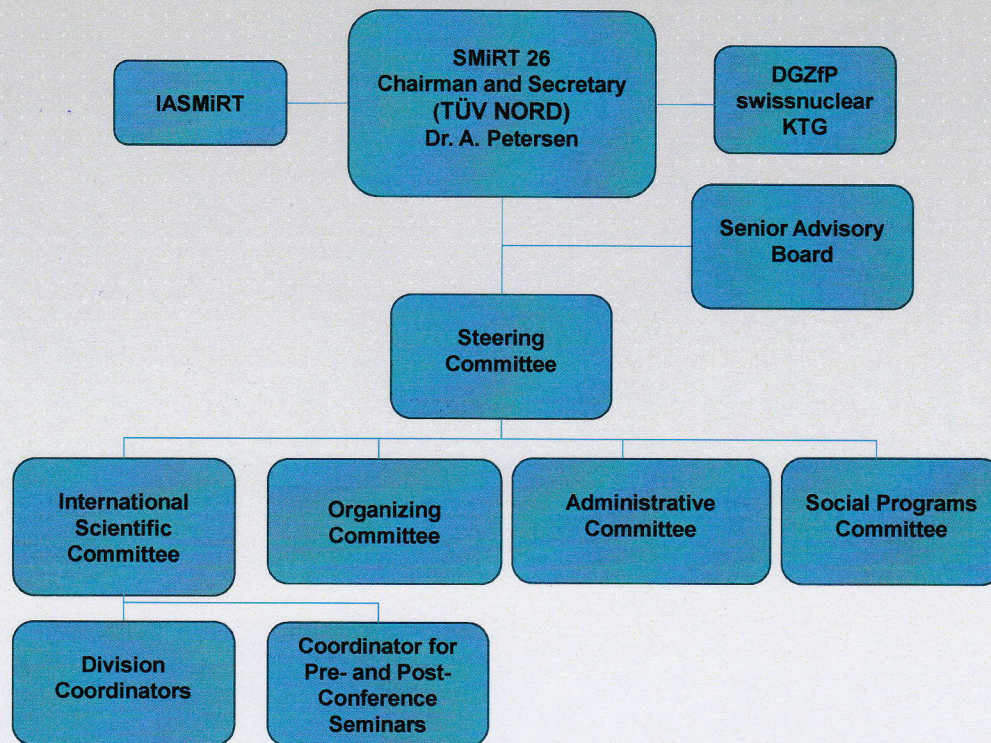 IASMiRT
SMiRT 26
Chairman and Secretary
(TÜV NORD)
Dr. A. Petersen
DGZfP
swissnuclear
KTG
Senior Advisory
Board
Steering
Committee
International
Scientific
Committee
Organizing
Committee
Administrative
Committee
Social Programs
Committee
Division
Coordinators
Coordinator for
Pre- and Post-
Conference
Seminars